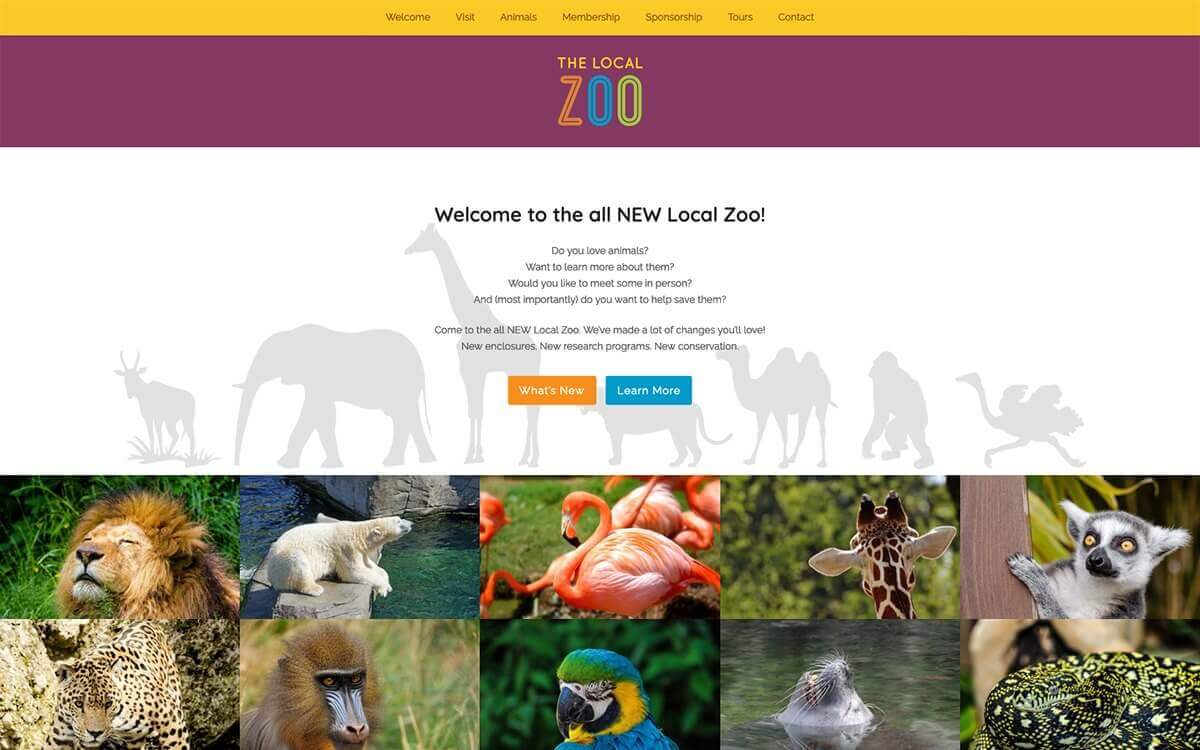 Welcome Visit Animals Membership Sponsorship Tours Contact
THE LOCAL
ZOO
Welcome to the all NEW Local Zoo!
Do you love animals?
Want to learn more about them?
Would you like to meet some in person?
And (most importantly) do you want to help save them?
Come to the all NEW Local Zoo. We've made a lot of changes you'll love!
New enclosures. New research programs. New conservation.
What's New Learn More